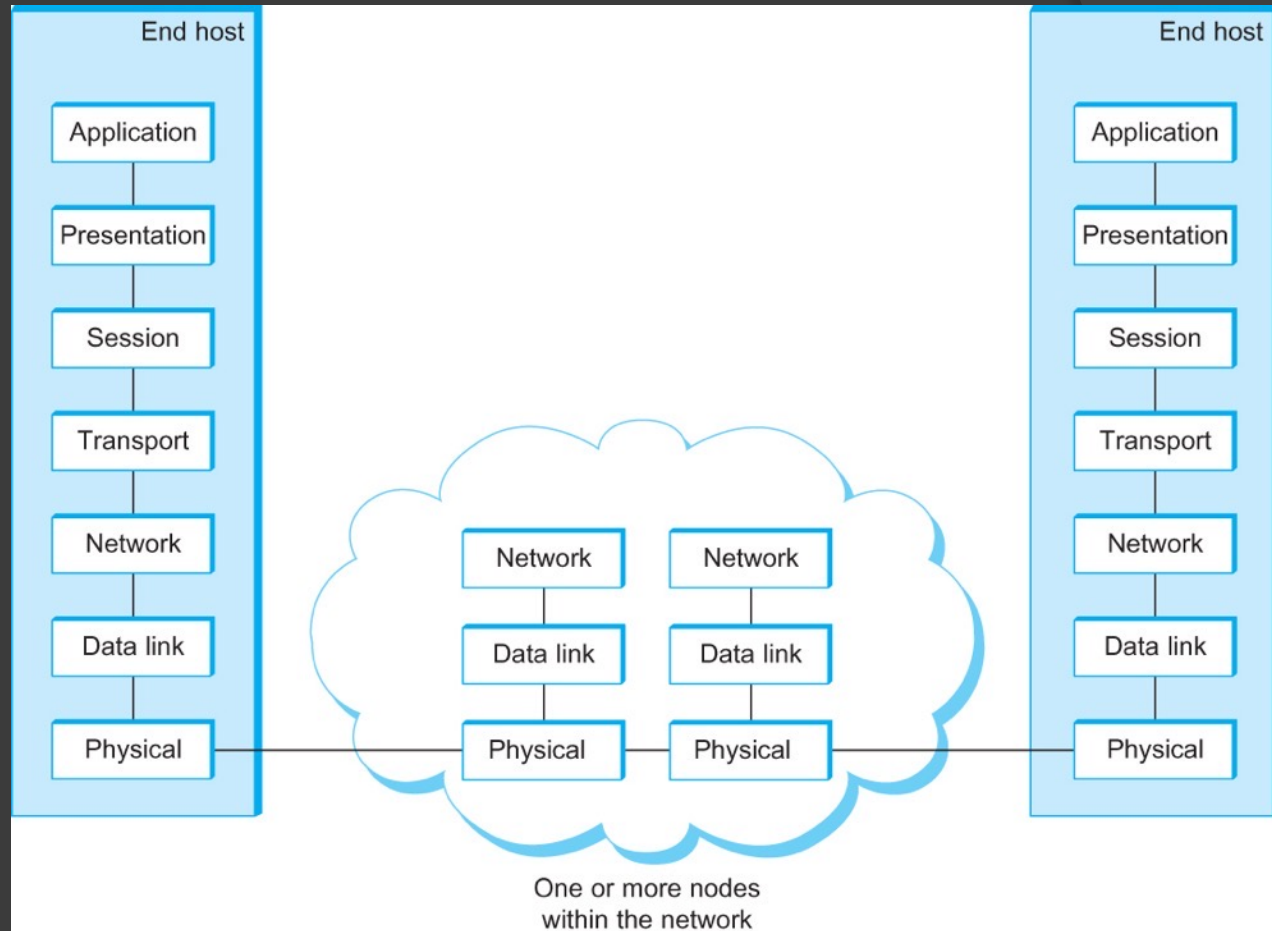 End host
Application
Presentation
Session
Transport
Network
Data link
Physical
Network
Data link
Physical
Network
Data link
Physical
One or more nodes
within the network
End host
Application
Presentation
Session
Transport
Network
Data link
Physical